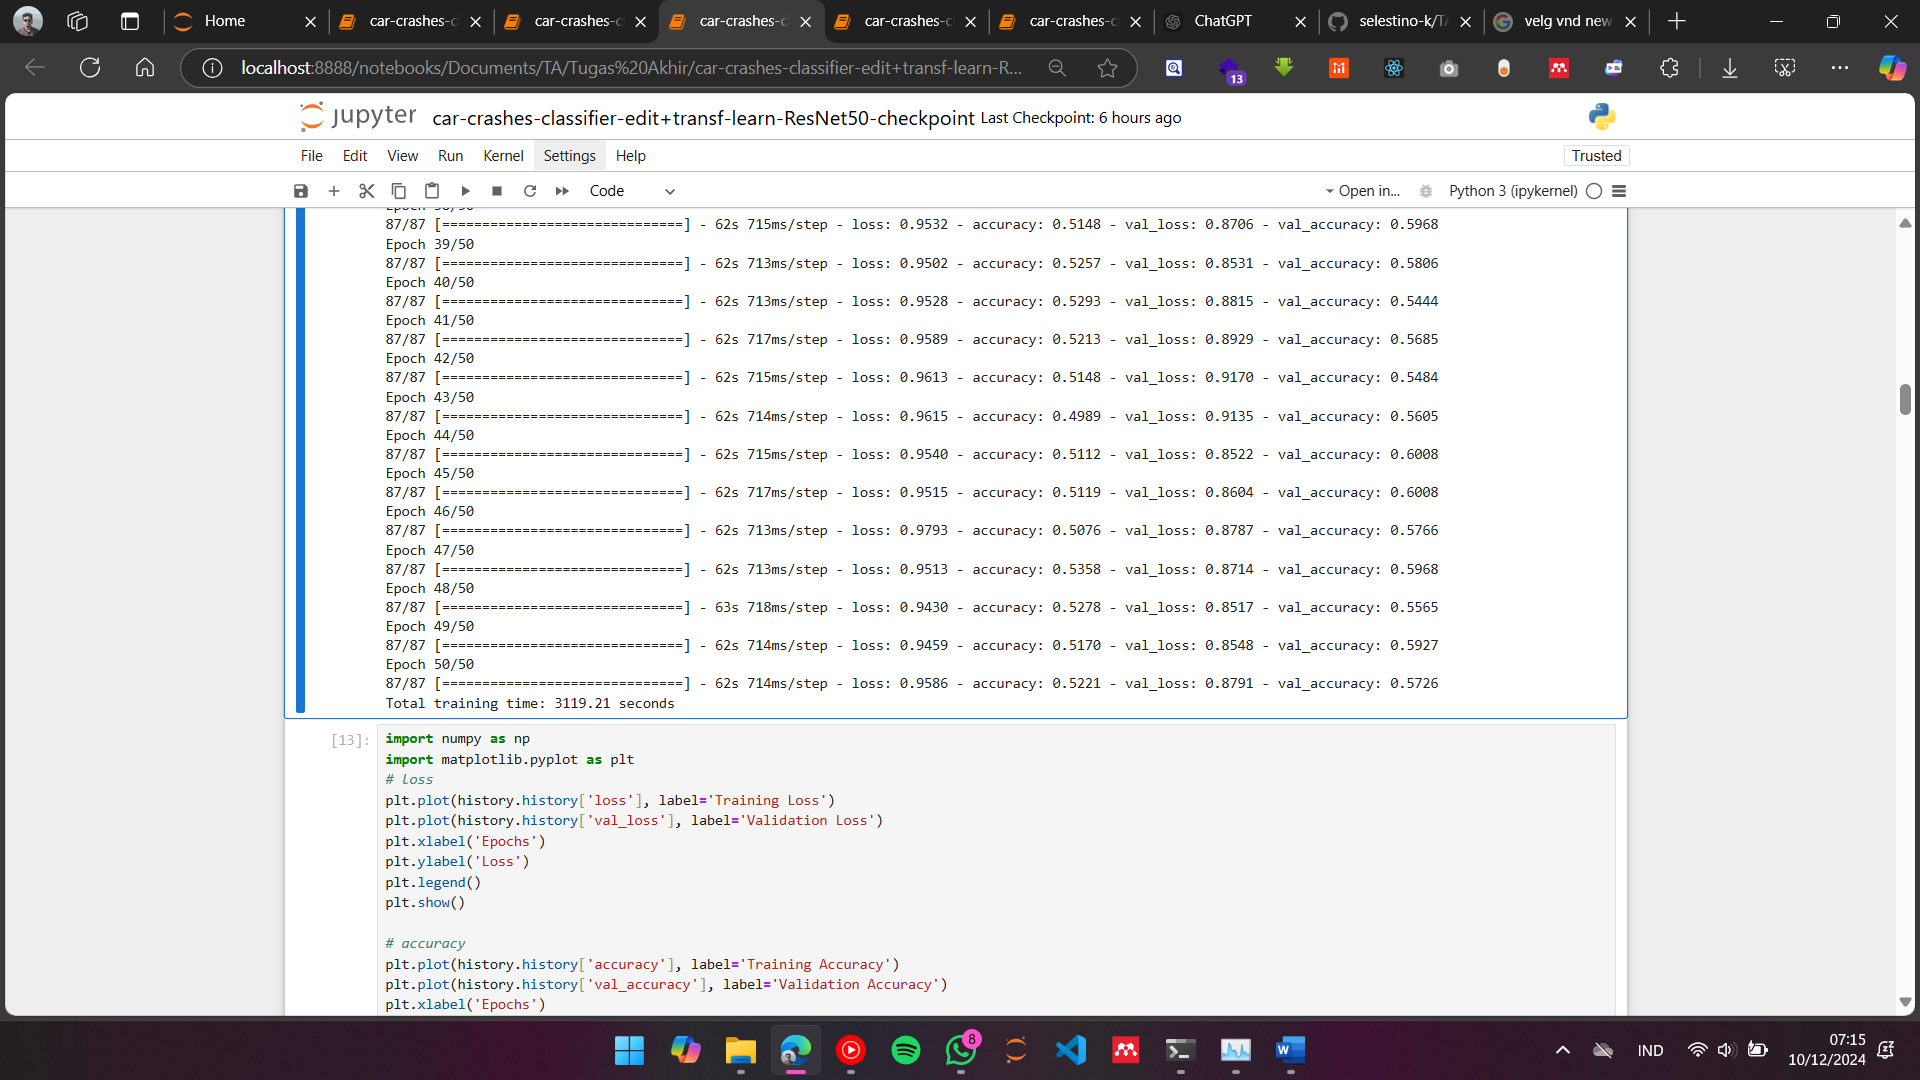 Home
car-crashes-c
car-crashes-c
car-crashes-c
car-crashes-c
car-crashes-c
ChatGPT
selestino-k/TA
velg vnd new
localhost:8888/notebooks/Documents/TA/Tugas%20Akhir/car-crashes-classifier-edit+transf-learn-R...
13
jupyter car-crashes-classifier-edit+transf-learn-ResNet50-checkpoint Last Checkpoint: 6 hours ago
File Edit View Run Kernel Settings Help Trusted
Code Open in... Python 3 (ipykernel)
87/87 [==============================] - 62s 715ms/step - loss: 0.9532 - accuracy: 0.5148 - val_loss: 0.8706 - val_accuracy: 0.5968
Epoch 39/50
87/87 [==============================] - 62s 713ms/step - loss: 0.9502 - accuracy: 0.5257 - val_loss: 0.8531 - val_accuracy: 0.5806
Epoch 40/50
87/87 [==============================] - 62s 713ms/step - loss: 0.9528 - accuracy: 0.5293 - val_loss: 0.8815 - val_accuracy: 0.5444
Epoch 41/50
87/87 [==============================] - 62s 717ms/step - loss: 0.9589 - accuracy: 0.5213 - val_loss: 0.8929 - val_accuracy: 0.5685
Epoch 42/50
87/87 [==============================] - 62s 715ms/step - loss: 0.9613 - accuracy: 0.5148 - val_loss: 0.9170 - val_accuracy: 0.5484
Epoch 43/50
87/87 [==============================] - 62s 714ms/step - loss: 0.9615 - accuracy: 0.4989 - val_loss: 0.9135 - val_accuracy: 0.5605
Epoch 44/50
87/87 [==============================] - 62s 715ms/step - loss: 0.9540 - accuracy: 0.5112 - val_loss: 0.8522 - val_accuracy: 0.6008
Epoch 45/50
87/87 [==============================] - 62s 717ms/step - loss: 0.9515 - accuracy: 0.5119 - val_loss: 0.8604 - val_accuracy: 0.6008
Epoch 46/50
87/87 [==============================] - 62s 713ms/step - loss: 0.9793 - accuracy: 0.5076 - val_loss: 0.8787 - val_accuracy: 0.5766
Epoch 47/50
87/87 [==============================] - 62s 713ms/step - loss: 0.9513 - accuracy: 0.5358 - val_loss: 0.8714 - val_accuracy: 0.5968
Epoch 48/50
87/87 [==============================] - 63s 718ms/step - loss: 0.9430 - accuracy: 0.5278 - val_loss: 0.8517 - val_accuracy: 0.5565
Epoch 49/50
87/87 [==============================] - 62s 714ms/step - loss: 0.9459 - accuracy: 0.5170 - val_loss: 0.8548 - val_accuracy: 0.5927
Epoch 50/50
87/87 [==============================] - 62s 714ms/step - loss: 0.9586 - accuracy: 0.5221 - val_loss: 0.8791 - val_accuracy: 0.5726
Total training time: 3119.21 seconds
[13]:
import numpy as np
import matplotlib.pyplot as plt
# loss
plt.plot(history.history['loss'], label='Training Loss')
plt.plot(history.history['val_loss'], label='Validation Loss')
plt.xlabel('Epochs')
plt.ylabel('Loss')
plt.legend()
plt.show()
# accuracy
plt.plot(history.history['accuracy'], label='Training Accuracy')
plt.plot(history.history['val_accuracy'], label='Validation Accuracy')
plt.xlabel('Epochs')
8
IND
07:15
10/12/2024